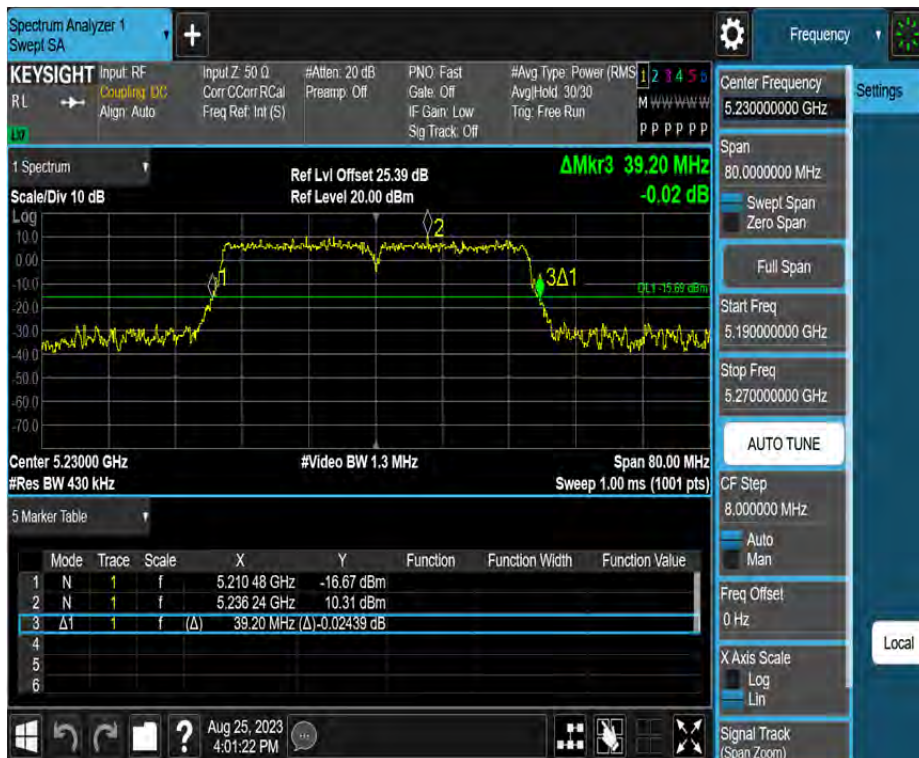 Spectrum Analyzer 1
Swept SA
Frequency
KEYSIGHT
RL
LXI
Input: RF
Coupling: DC
Align: Auto
Input Z: 50 Ω
Corr CCorr RCal
Freq Ref: Int (S)
#Atten: 20 dB
Preamp: Off
PNO: Fast
Gate: Off
IF Gain: Low
Sig Track: Off
#Avg Type: Power (RMS
Avg|Hold: 30/30
Trig: Free Run
1 2 3 4 5 6
M W W W W W
P P P P P P
1 Spectrum
Scale/Div 10 dB
Ref Lvl Offset 25.39 dB
Ref Level 20.00 dBm
ΔMkr3 39.20 MHz
-0.02 dB
Log
10.0
0.00
-10.0
-20.0
-30.0
-40.0
-50.0
-60.0
-70.0
1
2
3Δ1
DL1 -15.69 dBm
Center 5.23000 GHz
#Res BW 430 kHz
#Video BW 1.3 MHz
Span 80.00 MHz
Sweep 1.00 ms (1001 pts)
5 Marker Table
Mode Trace Scale X Y Function Function Width Function Value
1 N 1 f 5.210 48 GHz -16.67 dBm
2 N 1 f 5.236 24 GHz 10.31 dBm
3 Δ1 1 f (Δ) 39.20 MHz (Δ) -0.02439 dB
4
5
6
Aug 25, 2023
4:01:22 PM
?
Center Frequency
5.230000000 GHz
Span
80.0000000 MHz
Swept Span
Zero Span
Full Span
Start Freq
5.190000000 GHz
Stop Freq
5.270000000 GHz
AUTO TUNE
CF Step
8.000000 MHz
Auto
Man
Freq Offset
0 Hz
X Axis Scale
Log
Lin
Signal Track
(Span Zoom)
Settings
Local